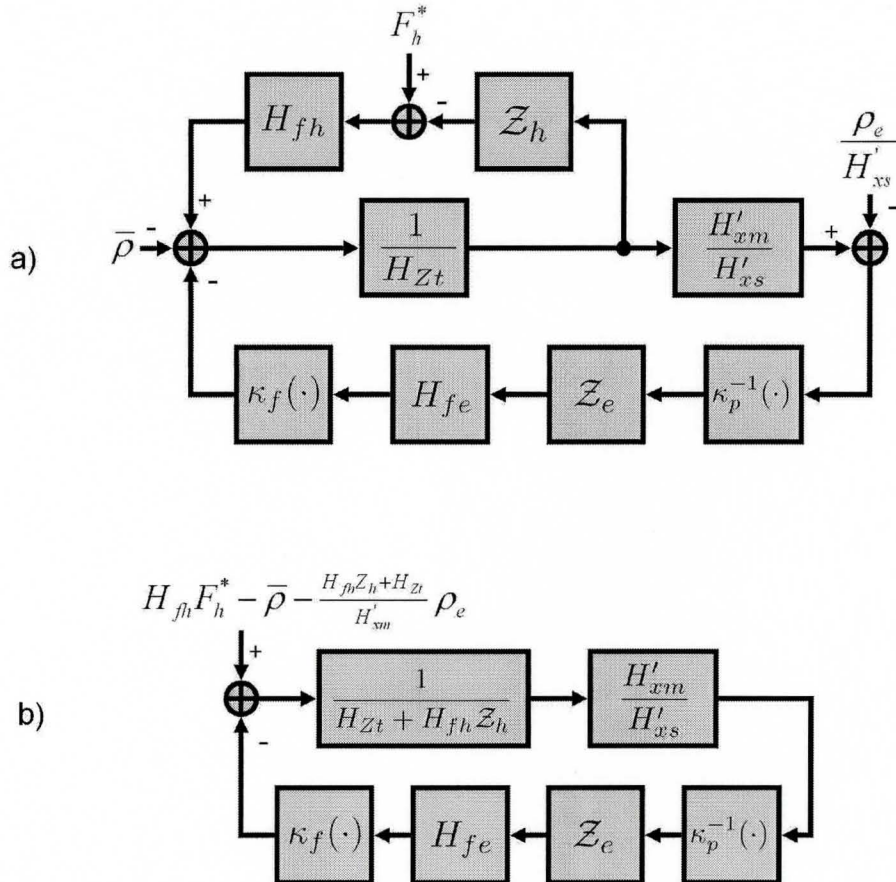 F_h^*
+
-
H_{fh}
\mathcal{Z}_h
\frac{\rho_e}{H'_{xs}}
-
+
a)
\bar{\rho}
-
-
\frac{1}{H_{Zt}}
\frac{H'_{xm}}{H'_{xs}}
+
\kappa_f(\cdot)
H_{fe}
\mathcal{Z}_e
\kappa_p^{-1}(\cdot)
H_{fh}F_h^* - \bar{\rho} - \frac{H_{fh}Z_h + H_{Zt}}{H'_{xm}} \rho_e
+
b)
-
\frac{1}{H_{Zt} + H_{fh}\mathcal{Z}_h}
\frac{H'_{xm}}{H'_{xs}}
\kappa_f(\cdot)
H_{fe}
\mathcal{Z}_e
\kappa_p^{-1}(\cdot)